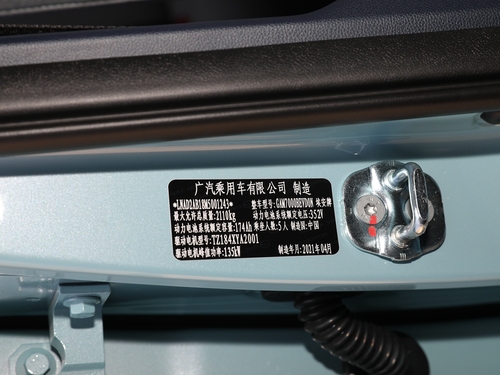 广汽乘用车有限公司 制造
*LNAD2AB18M5001243* 整车型号:GAM7000BEVD0N 埃安牌
最大允许总质量:2110kg 动力电池系统额定电压:352V
动力电池系统额定容量:174Ah 乘坐人数:5人 制造国:中国
驱动电机型号:TZ184XYA2001
驱动电机峰值功率:135kW 制造年月:2021年04月